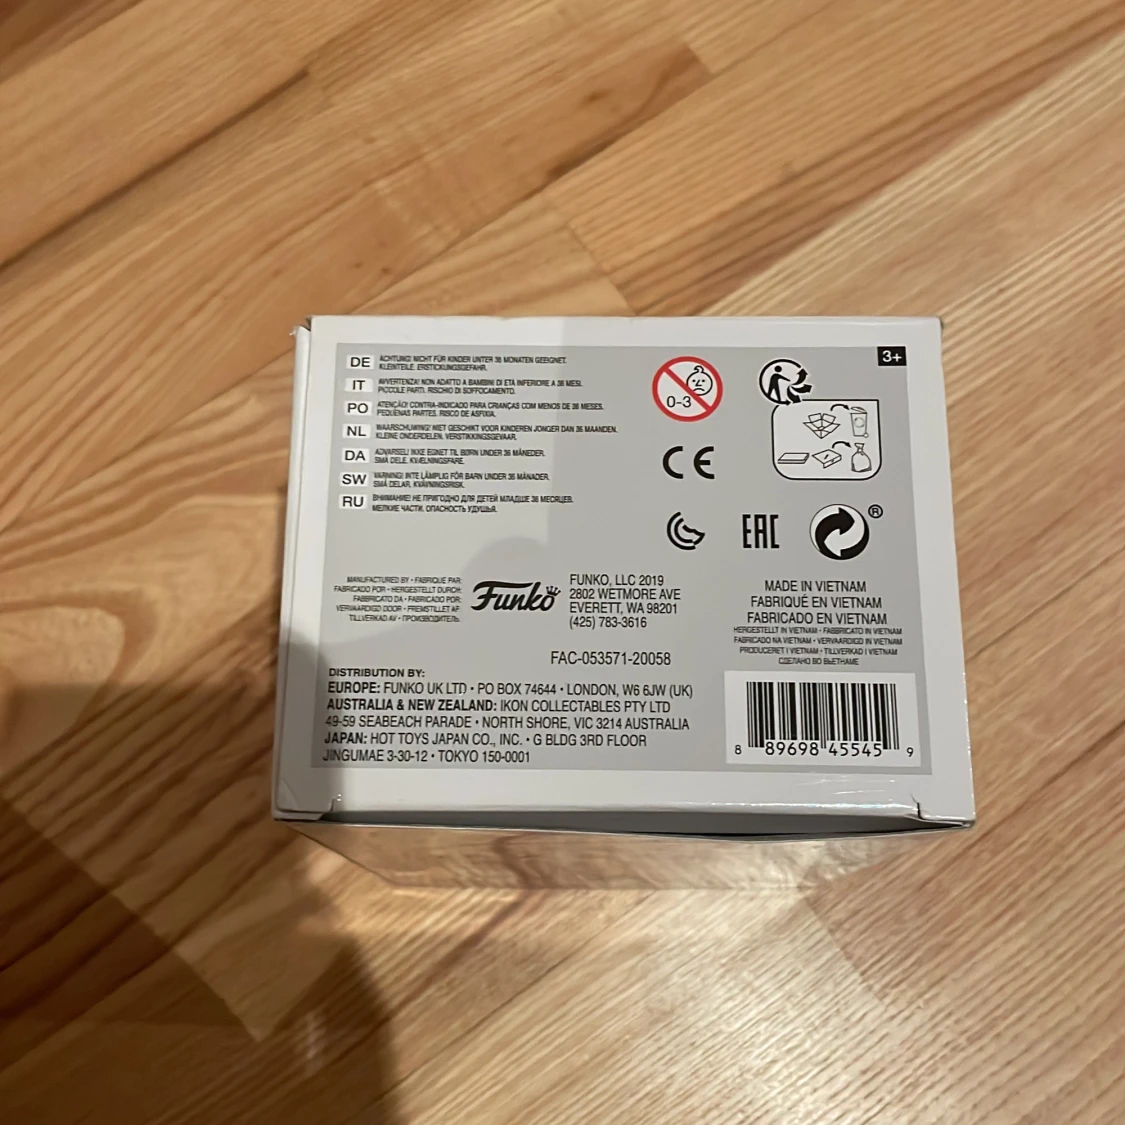 DE ACHTUNG! NICHT FÜR KINDER UNTER 36 MONATEN GEEIGNET.
KLEINTEILE. ERSTICKUNGSGEFAHR.
IT AVVERTENZA! NON ADATTO A BAMBINI DI ETÀ INFERIORE A 36 MESI.
PICCOLE PARTI. RISCHIO DI SOFFOCAMENTO.
PO ATENÇÃO! CONTRA-INDICADO PARA CRIANÇAS COM MENOS DE 36 MESES.
PEQUENAS PARTES. RISCO DE ASFIXIA.
NL WAARSCHUWING! NIET GESCHIKT VOOR KINDEREN JONGER DAN 36 MAANDEN.
KLEINE ONDERDELEN. VERSTIKKINGSGEVAAR.
DA ADVARSEL! IKKE EGNET TIL BØRN UNDER 36 MÅNEDER.
SMÅ DELE. KVÆLNINGSFARE.
SW VARNING! INTE LÄMPLIG FÖR BARN UNDER 36 MÅNADER.
SMÅ DELAR. KVÄVNINGSRISK.
RU ВНИМАНИЕ! НЕ ПРИГОДНО ДЛЯ ДЕТЕЙ МЛАДШЕ 36 МЕСЯЦЕВ.
МЕЛКИЕ ЧАСТИ. ОПАСНОСТЬ УДУШЬЯ.
0-3
3+
CE
EAC
®
MANUFACTURED BY • FABRIQUÉ PAR:
FABRICADO POR • HERGESTELLT DURCH:
FABBRICATO DA • FABRICADO POR:
VERVAARDIGD DOOR • FREMSTILLET AF:
TILLVERKAD AV • ПРОИЗВОДИТЕЛЬ:
Funko
FUNKO, LLC 2019
2802 WETMORE AVE
EVERETT, WA 98201
(425) 783-3616
FAC-053571-20058
MADE IN VIETNAM
FABRIQUÉ EN VIETNAM
FABRICADO EN VIETNAM
HERGESTELLT IN VIETNAM • FABBRICATO IN VIETNAM
FABRICADO NA VIETNAM • VERVAARDIGD IN VIETNAM
PRODUCERET I VIETNAM • TILLVERKAD I VIETNAM
СДЕЛАНО ВО ВЬЕТНАМЕ
DISTRIBUTION BY:
EUROPE: FUNKO UK LTD • PO BOX 74644 • LONDON, W6 6JW (UK)
AUSTRALIA & NEW ZEALAND: IKON COLLECTABLES PTY LTD
49-59 SEABEACH PARADE • NORTH SHORE, VIC 3214 AUSTRALIA
JAPAN: HOT TOYS JAPAN CO., INC. • G BLDG 3RD FLOOR
JINGUMAE 3-30-12 • TOKYO 150-0001
8 89698 45545 9